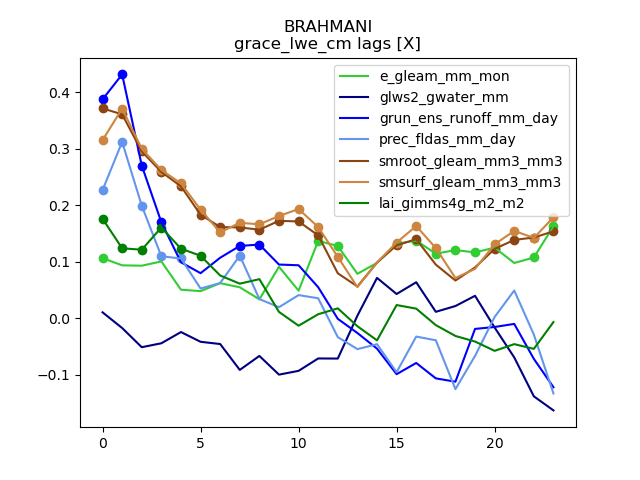 BRAHMANI
grace_lwe_cm lags [X]
e_gleam_mm_mon
glws2_gwater_mm
grun_ens_runoff_mm_day
prec_fldas_mm_day
smroot_gleam_mm3_mm3
smsurf_gleam_mm3_mm3
lai_gimms4g_m2_m2
0.4
0.3
0.2
0.1
0.0
−0.1
0 5 10 15 20